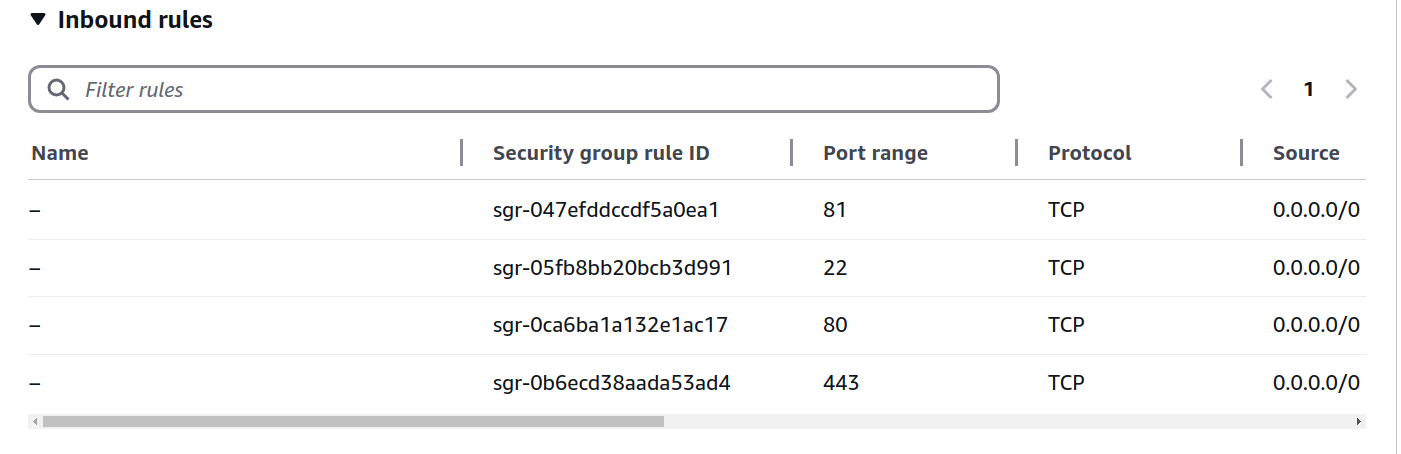 Inbound rules
Filter rules
1
Name Security group rule ID Port range Protocol Source
– sgr-047efddccdf5a0ea1 81 TCP 0.0.0.0/0
– sgr-05fb8bb20bcb3d991 22 TCP 0.0.0.0/0
– sgr-0ca6ba1a132e1ac17 80 TCP 0.0.0.0/0
– sgr-0b6ecd38aada53ad4 443 TCP 0.0.0.0/0